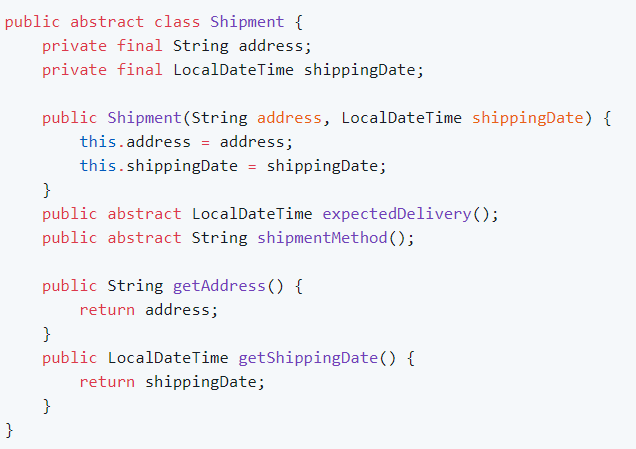 public abstract class Shipment {
    private final String address;
    private final LocalDateTime shippingDate;

    public Shipment(String address, LocalDateTime shippingDate) {
        this.address = address;
        this.shippingDate = shippingDate;
    }
    public abstract LocalDateTime expectedDelivery();
    public abstract String shipmentMethod();

    public String getAddress() {
        return address;
    }
    public LocalDateTime getShippingDate() {
        return shippingDate;
    }
}